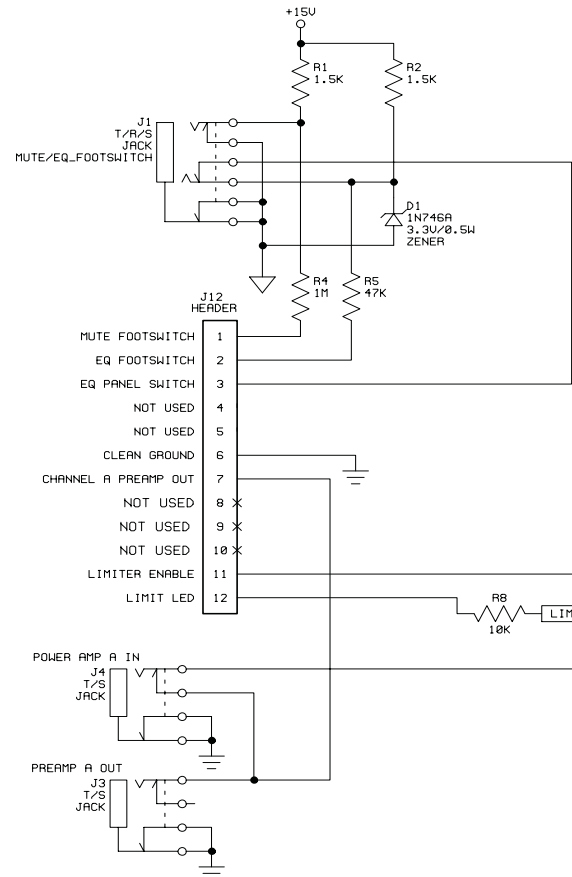 +15V
R1
1.5K
R2
1.5K
J1
T/R/S
JACK
MUTE/EQ_FOOTSWITCH
D1
1N746A
3.3V/0.5W
ZENER
R4
1M
R5
47K
J12
HEADER
MUTE FOOTSWITCH 1
EQ FOOTSWITCH 2
EQ PANEL SWITCH 3
NOT USED 4
NOT USED 5
CLEAN GROUND 6
CHANNEL A PREAMP OUT 7
NOT USED 8
NOT USED 9
NOT USED 10
LIMITER ENABLE 11
LIMIT LED 12
R8
10K
LIM
POWER AMP A IN
J4
T/S
JACK
PREAMP A OUT
J3
T/S
JACK